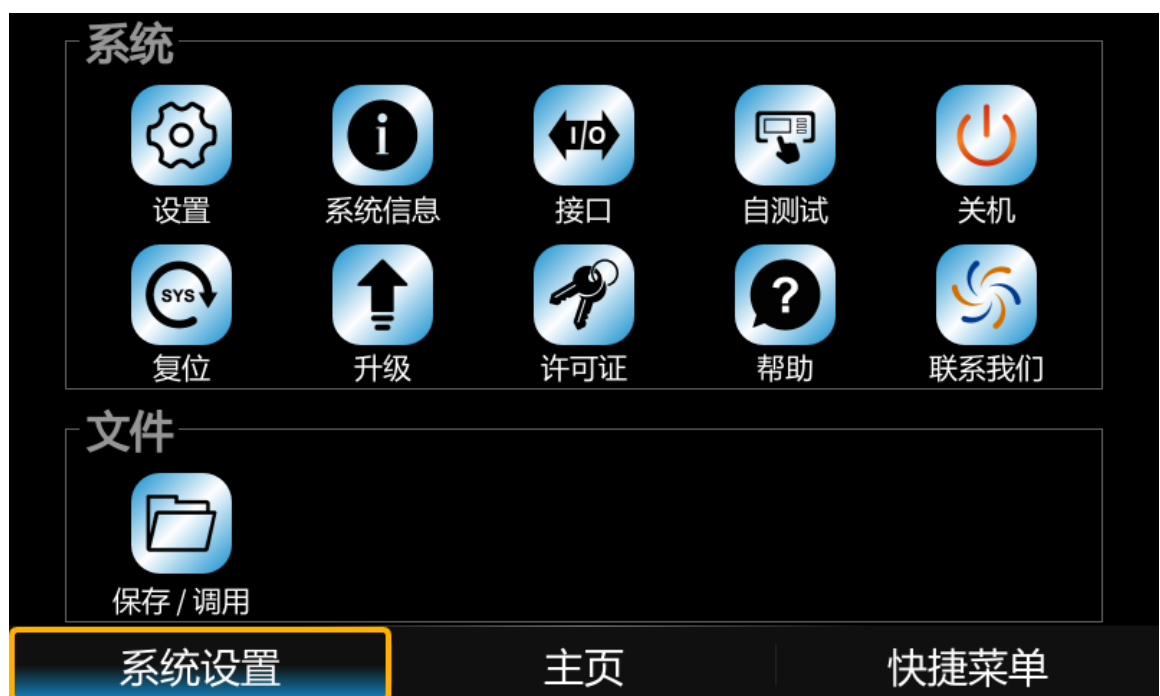 系统
i
I/O
设置
系统信息
接口
自测试
关机
SYS
?
复位
升级
许可证
帮助
联系我们
文件
保存 / 调用
系统设置
主页
快捷菜单